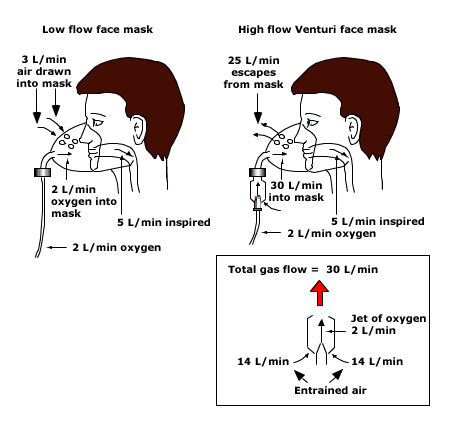 Low flow face mask
3 L/min
air drawn
into mask
2 L/min
oxygen into
mask
5 L/min inspired
2 L/min oxygen
High flow Venturi face mask
25 L/min
escapes
from mask
30 L/min
into mask
5 L/min inspired
2 L/min oxygen
Total gas flow = 30 L/min
Jet of oxygen
2 L/min
14 L/min
14 L/min
Entrained air